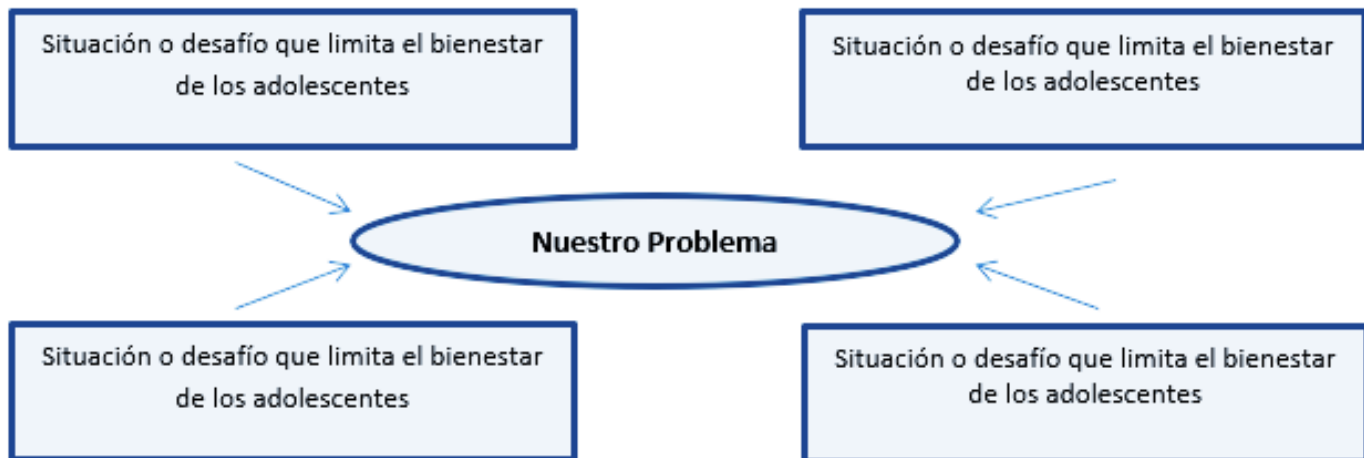 Situación o desafío que limita el bienestar
de los adolescentes
Situación o desafío que limita el bienestar
de los adolescentes
Nuestro Problema
Situación o desafío que limita el bienestar
de los adolescentes
Situación o desafío que limita el bienestar
de los adolescentes